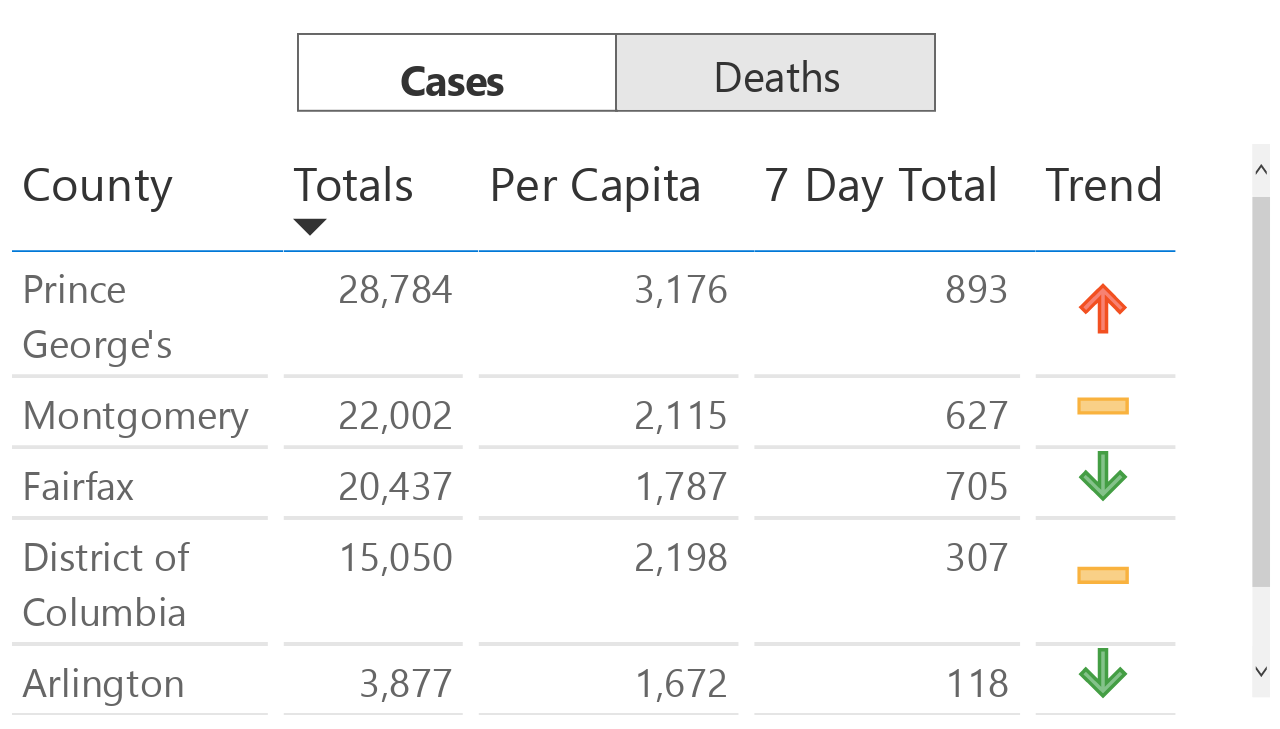 Cases Deaths
County Totals Per Capita 7 Day Total Trend
Prince 28,784 3,176 893
George's
Montgomery 22,002 2,115 627
Fairfax 20,437 1,787 705
District of 15,050 2,198 307
Columbia
Arlington 3,877 1,672 118